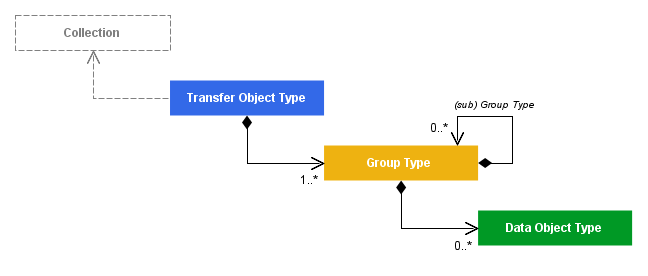 Collection
Transfer Object Type
(sub) Group Type
0..*
Group Type
1..*
Data Object Type
0..*